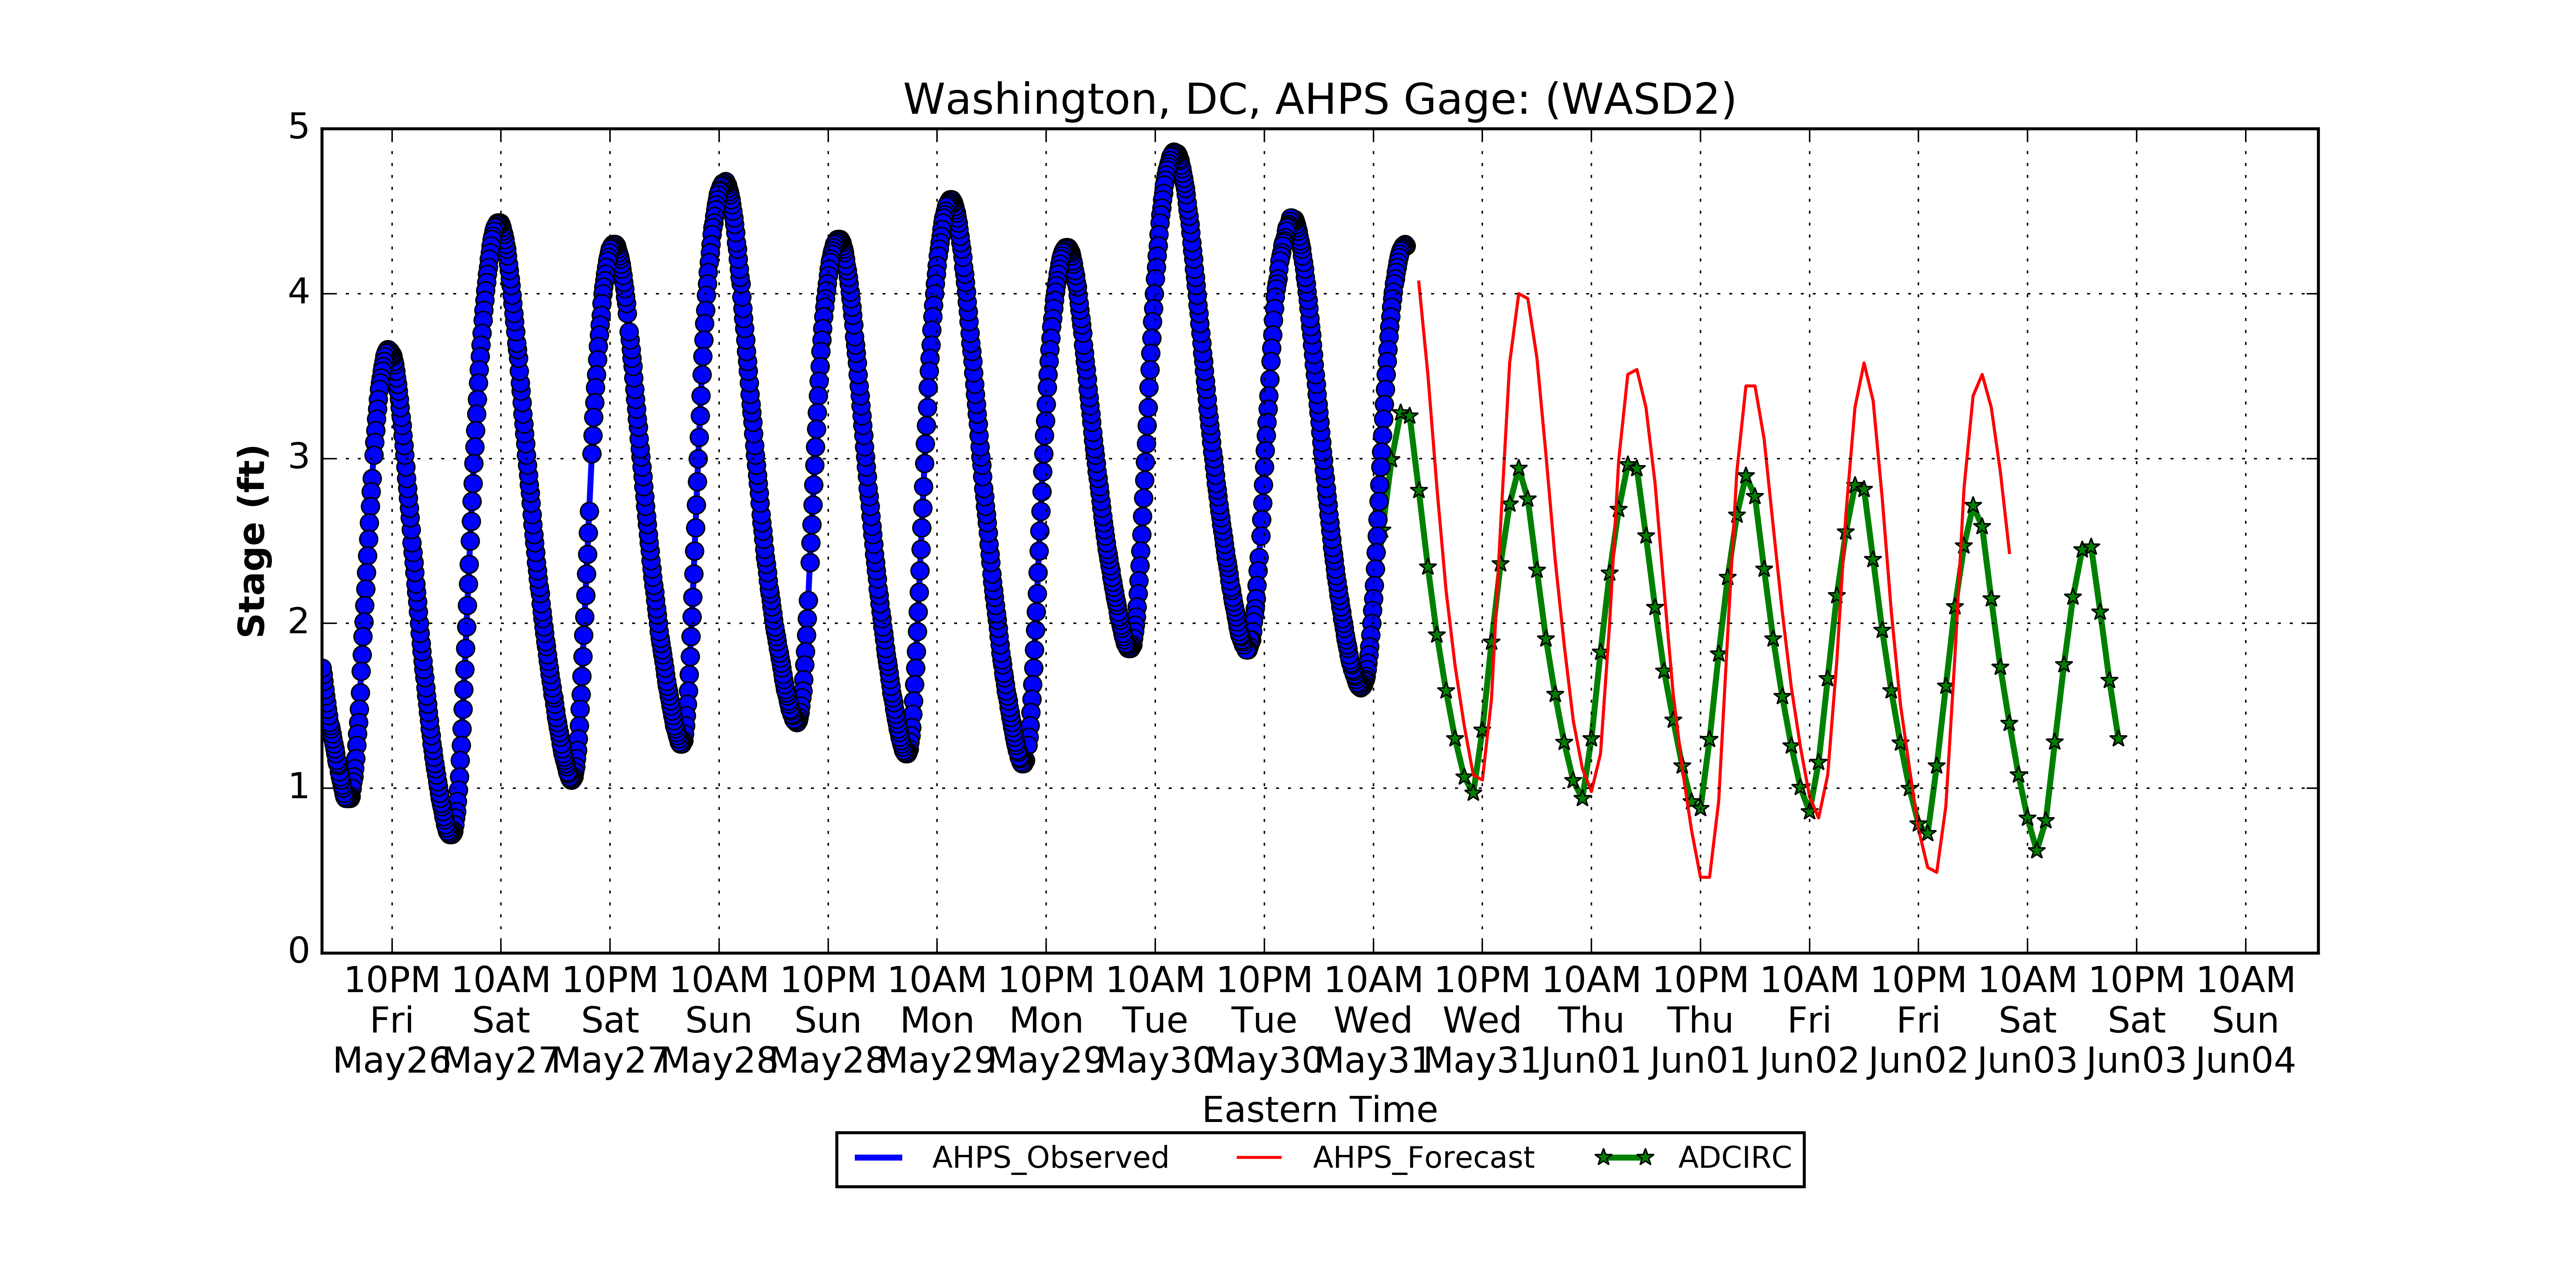 Washington, DC, AHPS Gage: (WASD2)
5
4
3
2
1
0
Stage (ft)
10PM 10AM 10PM 10AM 10PM 10AM 10PM 10AM 10PM 10AM 10PM 10AM 10PM 10AM 10PM 10AM 10PM 10AM
Fri Sat Sat Sun Sun Mon Mon Tue Tue Wed Wed Thu Thu Fri Fri Sat Sat Sun
May26 May27 May27 May28 May28 May29 May29 May30 May30 May31 May31 Jun01 Jun01 Jun02 Jun02 Jun03 Jun03 Jun04
Eastern Time
AHPS_Observed AHPS_Forecast ADCIRC